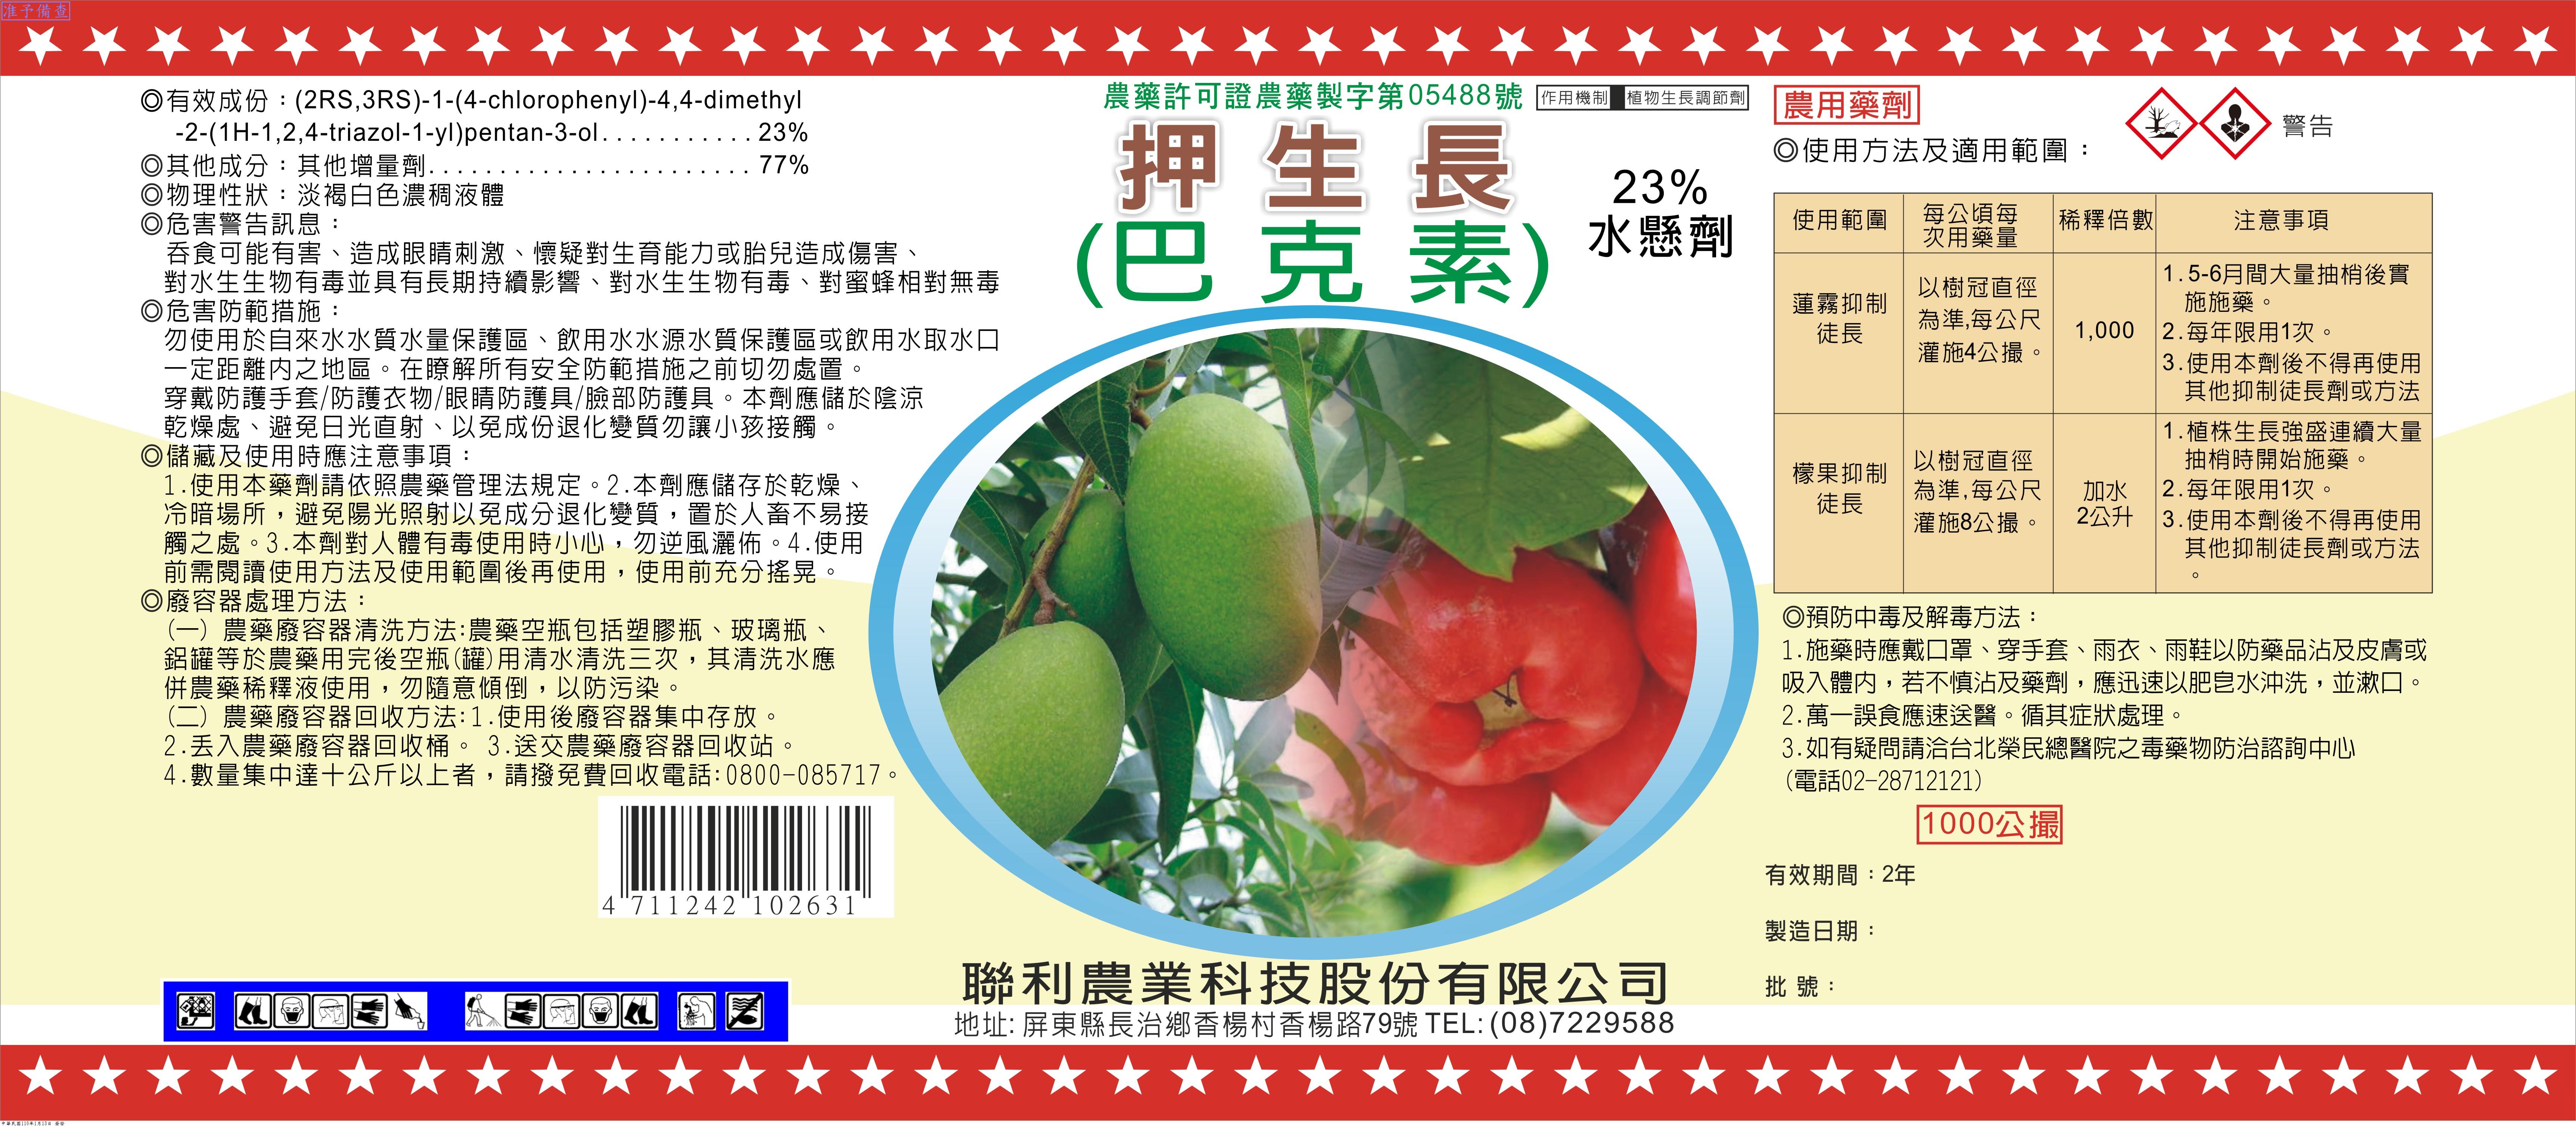 准予備查
◎有效成份：(2RS,3RS)-1-(4-chlorophenyl)-4,4-dimethyl
-2-(1H-1,2,4-triazol-1-yl)pentan-3-ol...........23%
◎其他成分：其他增量劑.......................77%
◎物理性狀：淡褐白色濃稠液體
◎危害警告訊息：
吞食可能有害、造成眼睛刺激、懷疑對生育能力或胎兒造成傷害、
對水生生物有毒並具有長期持續影響、對水生生物有毒、對蜜蜂相對無毒
◎危害防範措施：
勿使用於自來水水質水量保護區、飲用水水源水質保護區或飲用水取水口
一定距離內之地區。在瞭解所有安全防範措施之前切勿處置。
穿戴防護手套/防護衣物/眼睛防護具/臉部防護具。本劑應儲於陰涼
乾燥處、避免日光直射、以免成份退化變質勿讓小孩接觸。
◎儲藏及使用時應注意事項：
1.使用本藥劑請依照農藥管理法規定。2.本劑應儲存於乾燥、
冷暗場所，避免陽光照射以免成分退化變質，置於人畜不易接
觸之處。3.本劑對人體有毒使用時小心，勿逆風灑佈。4.使用
前需閱讀使用方法及使用範圍後再使用，使用前充分搖晃。
◎廢容器處理方法：
(一) 農藥廢容器清洗方法:農藥空瓶包括塑膠瓶、玻璃瓶、
鋁罐等於農藥用完後空瓶(罐)用清水清洗三次，其清洗水應
併農藥稀釋液使用，勿隨意傾倒，以防污染。
(二) 農藥廢容器回收方法:1.使用後廢容器集中存放。
2.丟入農藥廢容器回收桶。 3.送交農藥廢容器回收站。
4.數量集中達十公斤以上者，請撥免費回收電話:0800-085717。
4 711242 102631
農藥許可證農藥製字第05488號
作用機制 植物生長調節劑
押生長
(巴克素)
23%
水懸劑
聯利農業科技股份有限公司
地址: 屏東縣長治鄉香楊村香楊路79號 TEL: (08)7229588
農用藥劑
警告
◎使用方法及適用範圍：
使用範圍 每公頃每次用藥量 稀釋倍數 注意事項
蓮霧抑制
徒長
以樹冠直徑
為準,每公尺
灌施4公撮。
1,000
1.5-6月間大量抽梢後實
施施藥。
2.每年限用1次。
3.使用本劑後不得再使用
其他抑制徒長劑或方法
檬果抑制
徒長
以樹冠直徑
為準,每公尺
灌施8公撮。
加水
2公升
1.植株生長強盛連續大量
抽梢時開始施藥。
2.每年限用1次。
3.使用本劑後不得再使用
其他抑制徒長劑或方法
。
◎預防中毒及解毒方法：
1.施藥時應戴口罩、穿手套、雨衣、雨鞋以防藥品沾及皮膚或
吸入體內，若不慎沾及藥劑，應迅速以肥皂水沖洗，並漱口。
2.萬一誤食應速送醫。循其症狀處理。
3.如有疑問請洽台北榮民總醫院之毒藥物防治諮詢中心
(電話02-28712121)
1000公撮
有效期間：2年
製造日期：
批 號：